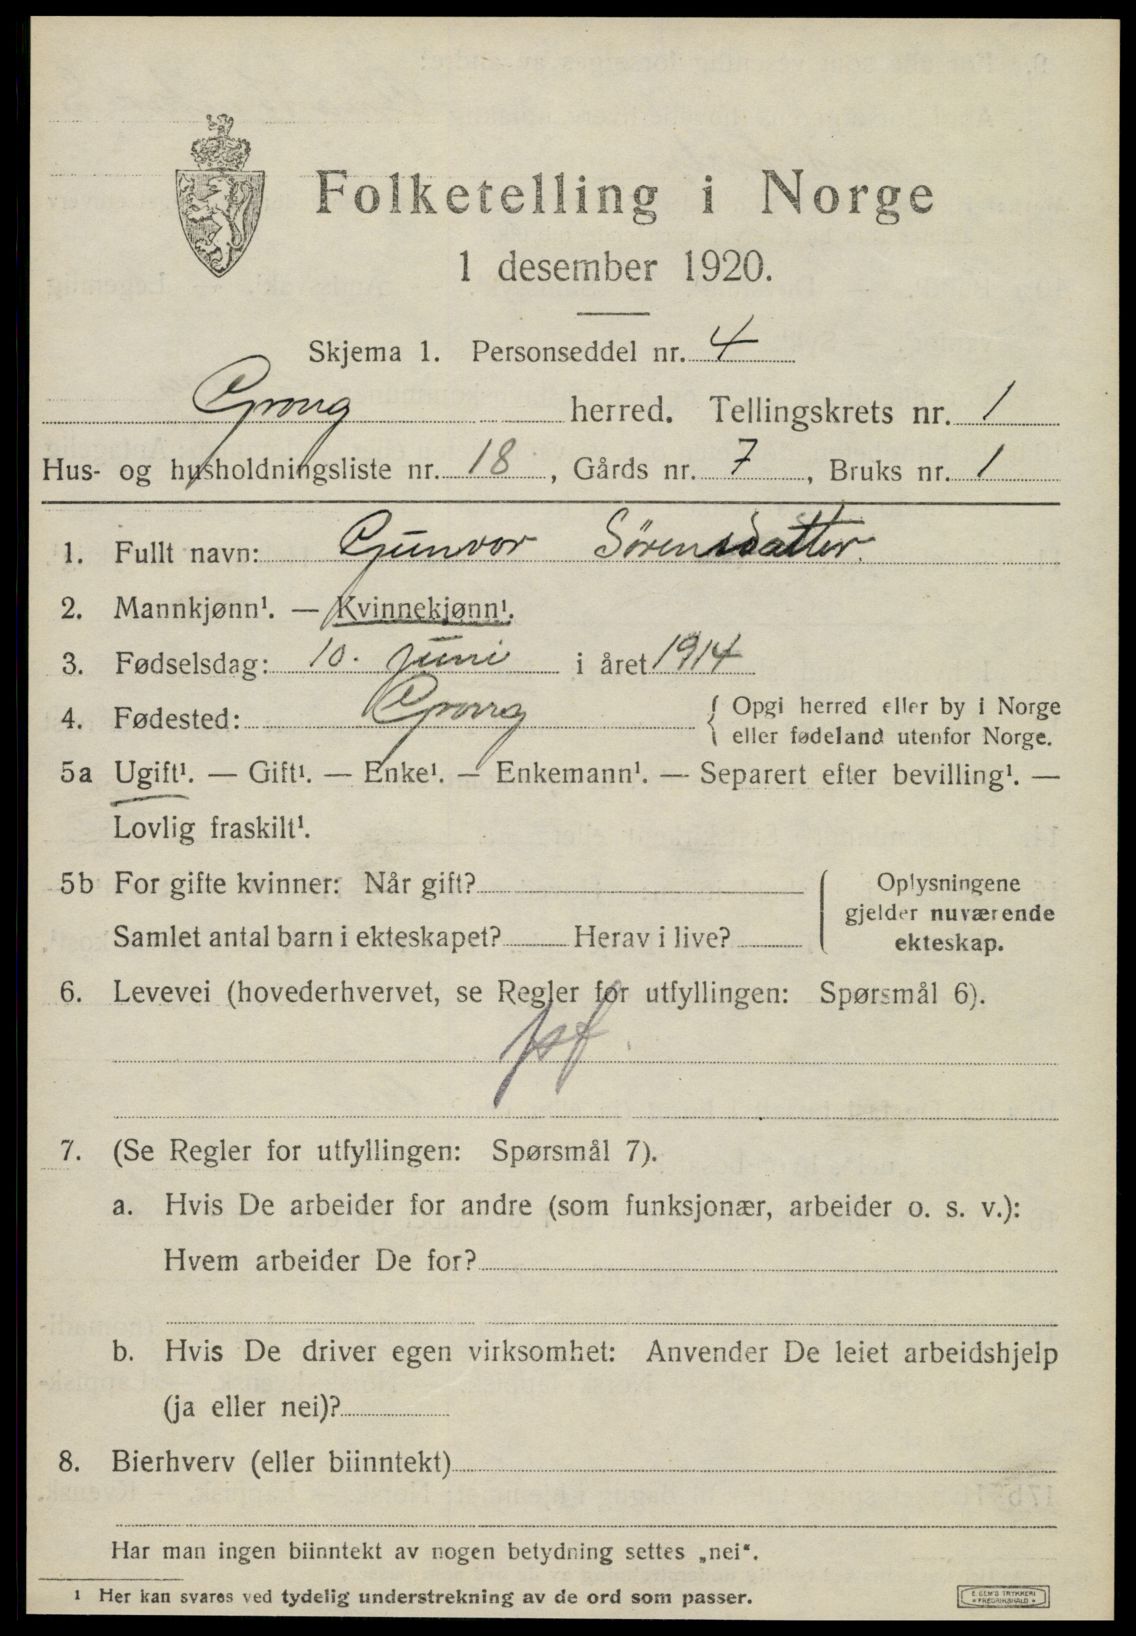 Folketelling i Norge
1 desember 1920.
Skjema 1. Personseddel nr. 4
Grong herred. Tellingskrets nr. 1
Hus- og husholdningsliste nr. 18, Gårds nr. 7, Bruks nr. 1
1. Fullt navn: Gunvor Sörensdatter.
2. Mannkjønn¹. — Kvinnekjønn¹.
3. Fødselsdag: 10. juni i året 1914
4. Fødested: Grong { Opgi herred eller by i Norge
eller fødeland utenfor Norge.
5a Ugift¹. — Gift¹. — Enke¹. — Enkemann¹. — Separert efter bevilling¹. —
Lovlig fraskilt¹.
5b For gifte kvinner: Når gift? { Oplysningene
gjelder nuværende
Samlet antal barn i ekteskapet? Herav i live?
ekteskap.
6. Levevei (hovederhvervet, se Regler for utfyllingen: Spørsmål 6).
7. (Se Regler for utfyllingen: Spørsmål 7).
a. Hvis De arbeider for andre (som funksjonær, arbeider o. s. v.):
Hvem arbeider De for?
b. Hvis De driver egen virksomhet: Anvender De leiet arbeidshjelp
(ja eller nei)?
8. Bierhverv (eller biinntekt)
Har man ingen biinntekt av nogen betydning settes „nei“.
¹ Her kan svares ved tydelig understrekning av de ord som passer.
E. SEM'S TRYKKERI
* FREDRIKSHALD *